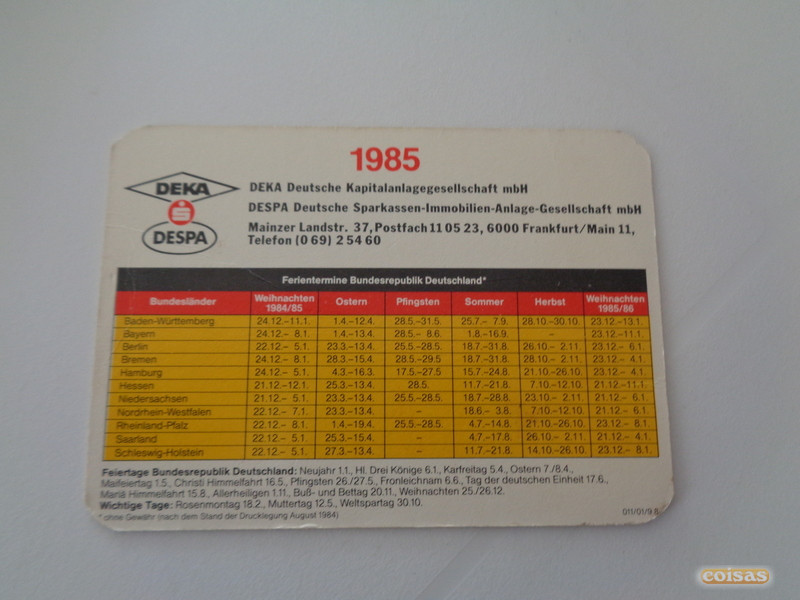 1985
DEKA
S
DESPA
DEKA Deutsche Kapitalanlagegesellschaft mbH
DESPA Deutsche Sparkassen-Immobilien-Anlage-Gesellschaft mbH
Mainzer Landstr. 37, Postfach 11 05 23, 6000 Frankfurt/Main 11,
Telefon (0 69) 2 54 60
Ferientermine Bundesrepublik Deutschland*
Bundesländer Weihnachten 1984/85 Ostern Pfingsten Sommer Herbst Weihnachten 1985/86
Baden-Württemberg 24.12.-11.1. 1.4.-12.4. 28.5.-31.5. 25.7.- 7.9. 28.10.-30.10. 23.12.-13.1.
Bayern 24.12.- 8.1. 1.4.-13.4. 28.5.- 8.6. 1.8.-16.9. – 23.12.-11.1.
Berlin 22.12.- 5.1. 23.3.-13.4. 25.5.-28.5. 18.7.-31.8. 26.10.- 2.11. 23.12.- 6.1.
Bremen 24.12.- 8.1. 28.3.-15.4. 28.5.-29.5 18.7.-31.8. 28.10.- 2.11. 23.12.- 4.1.
Hamburg 24.12.- 5.1. 4.3.-16.3. 17.5.-27.5 15.7.-24.8. 21.10.-26.10. 23.12.- 4.1.
Hessen 21.12.-12.1. 25.3.-13.4. 28.5. 11.7.-21.8. 7.10.-12.10. 21.12.-11.1.
Niedersachsen 21.12.- 5.1. 23.3.-13.4. 25.5.-28.5. 18.7.-28.8. 23.10.- 2.11. 21.12.- 6.1.
Nordrhein-Westfalen 22.12.- 7.1. 23.3.-13.4. – 18.6.- 3.8. 7.10.-12.10. 21.12.- 6.1.
Rheinland-Pfalz 22.12.- 8.1. 1.4.-19.4. 25.5.-28.5. 4.7.-14.8. 21.10.-26.10. 23.12.- 8.1.
Saarland 22.12.- 5.1. 25.3.-15.4. – 4.7.-17.8. 26.10.- 2.11. 21.12.- 4.1.
Schleswig-Holstein 22.12.- 5.1. 27.3.-13.4. – 11.7.-21.8. 14.10.-26.10. 23.12.- 8.1.
Feiertage Bundesrepublik Deutschland: Neujahr 1.1., Hl. Drei Könige 6.1., Karfreitag 5.4., Ostern 7./8.4.,
Maifeiertag 1.5., Christi Himmelfahrt 16.5., Pfingsten 26./27.5., Fronleichnam 6.6., Tag der deutschen Einheit 17.6.,
Mariä Himmelfahrt 15.8., Allerheiligen 1.11., Buß- und Bettag 20.11., Weihnachten 25./26.12.
Wichtige Tage: Rosenmontag 18.2., Muttertag 12.5., Weltspartag 30.10.
* ohne Gewähr (nach dem Stand der Drucklegung August 1984)
011/01/9.8.
coisas